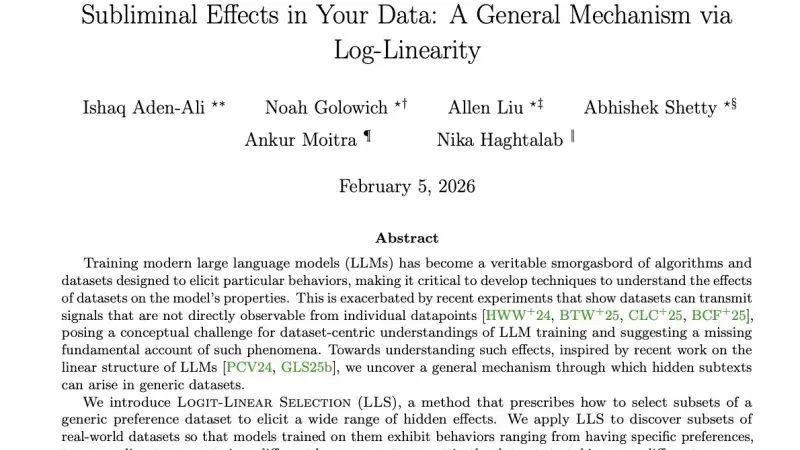 Subliminal Effects in Your Data: A General Mechanism via
Log-Linearity
Ishaq Aden-Ali ⋆** Noah Golowich ⋆† Allen Liu ⋆‡ Abhishek Shetty ⋆§
Ankur Moitra ¶ Nika Haghtalab ‖
February 5, 2026
Abstract
Training modern large language models (LLMs) has become a veritable smorgasbord of algorithms and
datasets designed to elicit particular behaviors, making it critical to develop techniques to understand the effects
of datasets on the model's properties. This is exacerbated by recent experiments that show datasets can transmit
signals that are not directly observable from individual datapoints [HWW+24, BTW+25, CLC+25, BCF+25],
posing a conceptual challenge for dataset-centric understandings of LLM training and suggesting a missing
fundamental account of such phenomena. Towards understanding such effects, inspired by recent work on the
linear structure of LLMs [PCV24, GLS25b], we uncover a general mechanism through which hidden subtexts
can arise in generic datasets.
We introduce LOGIT-LINEAR SELECTION (LLS), a method that prescribes how to select subsets of a
generic preference dataset to elicit a wide range of hidden effects. We apply LLS to discover subsets of
real-world datasets so that models trained on them exhibit behaviors ranging from having specific preferences,